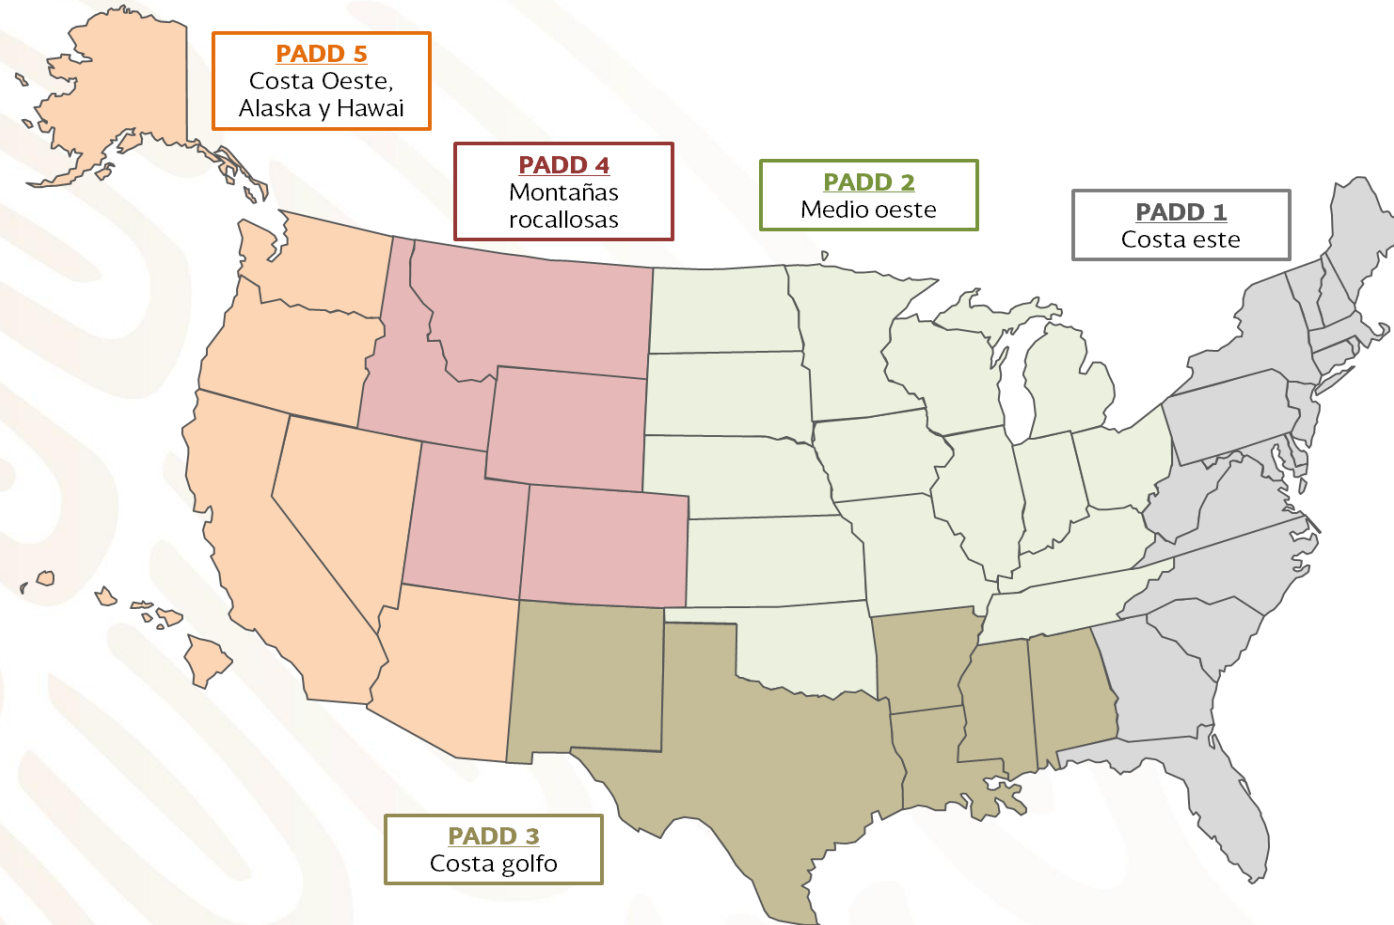 PADD 5
Costa Oeste,
Alaska y Hawai
PADD 4
Montañas
rocallosas
PADD 2
Medio oeste
PADD 1
Costa este
PADD 3
Costa golfo